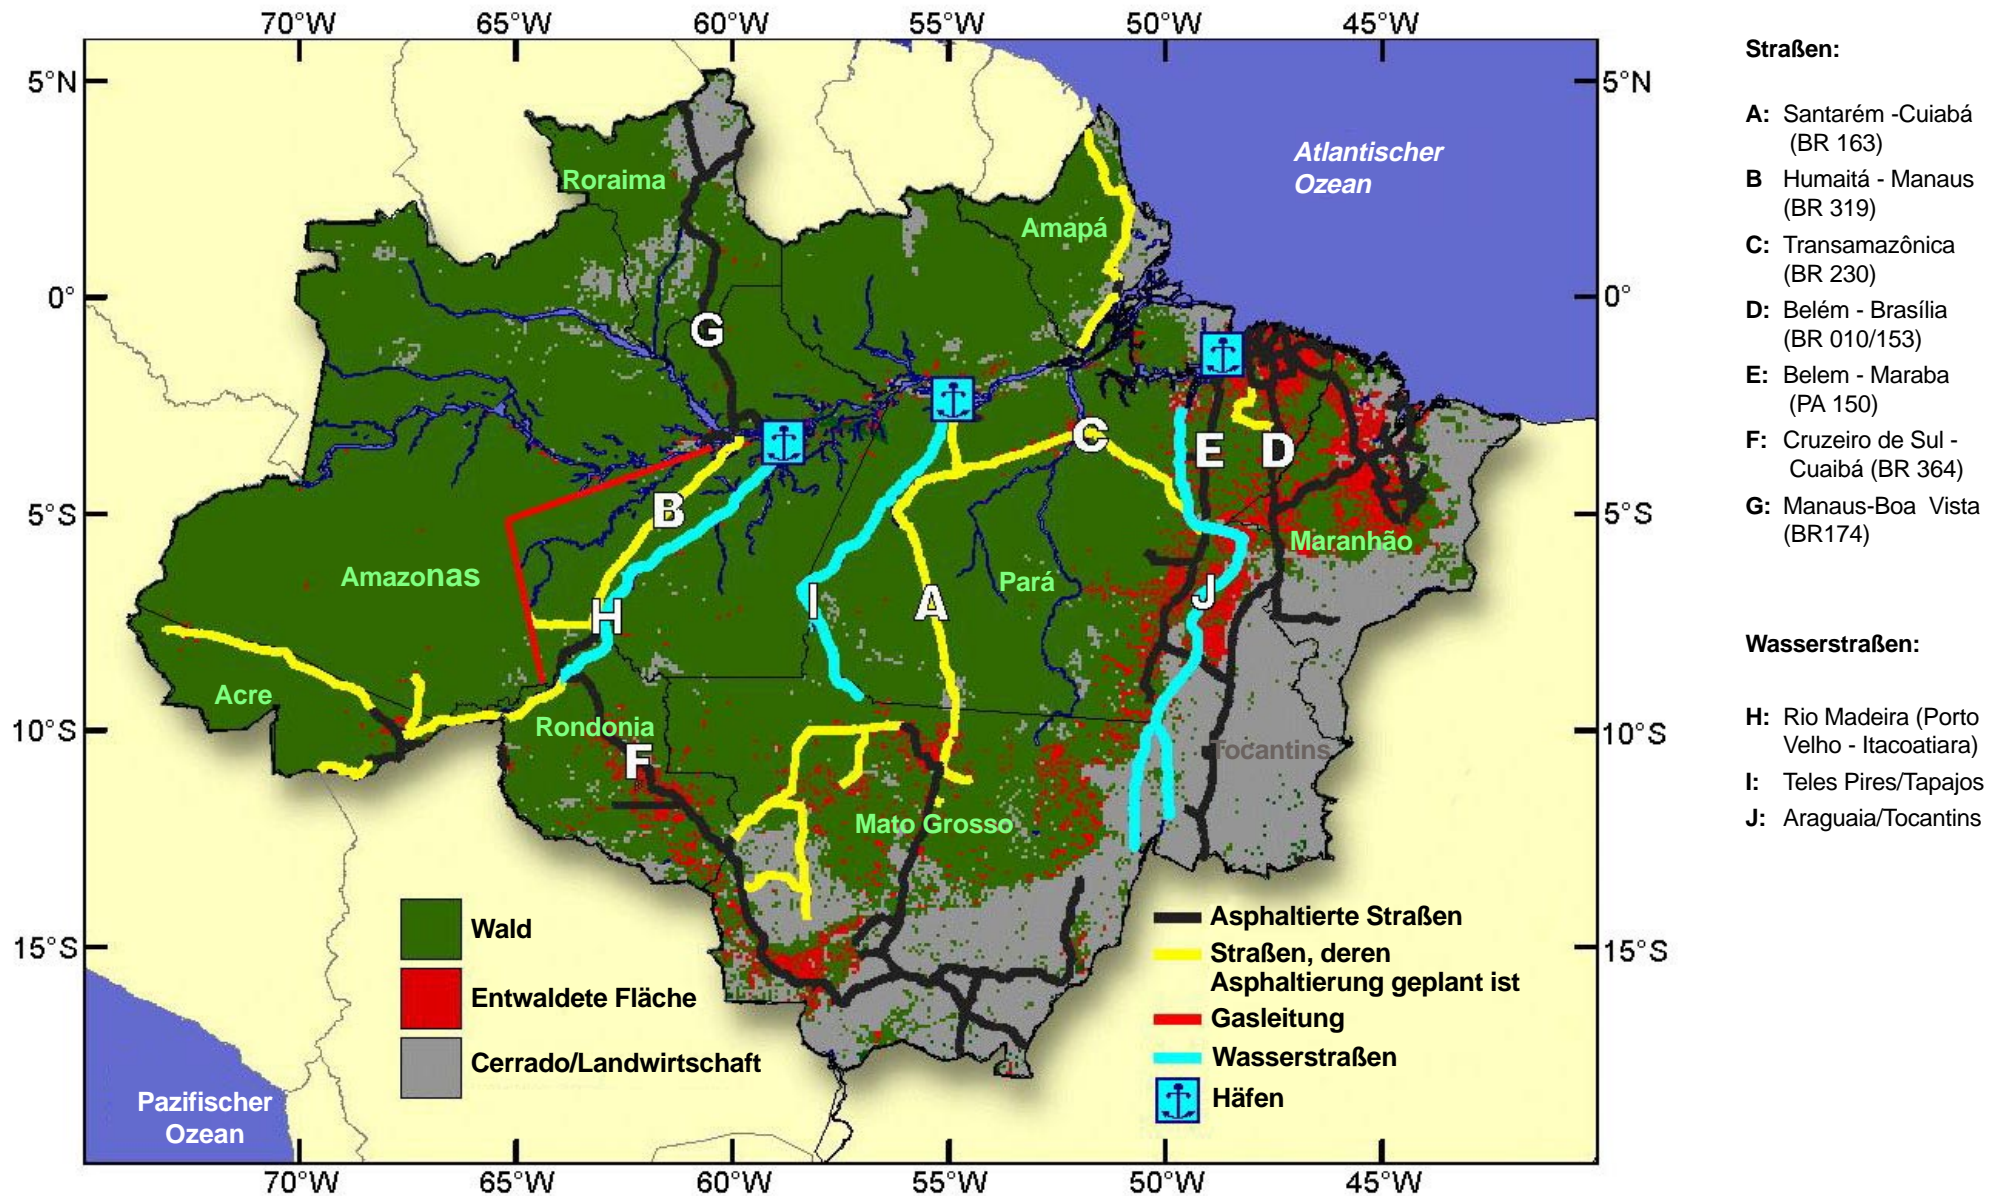 70°W 65°W 60°W 55°W 50°W 45°W
5°N 5°N
0° 0°
5°S 5°S
10°S 10°S
15°S 15°S
70°W 65°W 60°W 55°W 50°W 45°W
Atlantischer
Ozean
Roraima
Amapá
G
C
E
D
B
Maranhão
Amazonas
Pará
H
I
A
J
Acre
Rondonia
F
Tocantins
Mato Grosso
Wald
Entwaldete Fläche
Cerrado/Landwirtschaft
Asphaltierte Straßen
Straßen, deren
Asphaltierung geplant ist
Gasleitung
Wasserstraßen
Häfen
Pazifischer
Ozean
Straßen:
A: Santarém -Cuiabá
(BR 163)
B Humaitá - Manaus
(BR 319)
C: Transamazônica
(BR 230)
D: Belém - Brasília
(BR 010/153)
E: Belem - Maraba
(PA 150)
F: Cruzeiro de Sul -
Cuaibá (BR 364)
G: Manaus-Boa Vista
(BR174)
Wasserstraßen:
H: Rio Madeira (Porto
Velho - Itacoatiara)
I: Teles Pires/Tapajos
J: Araguaia/Tocantins